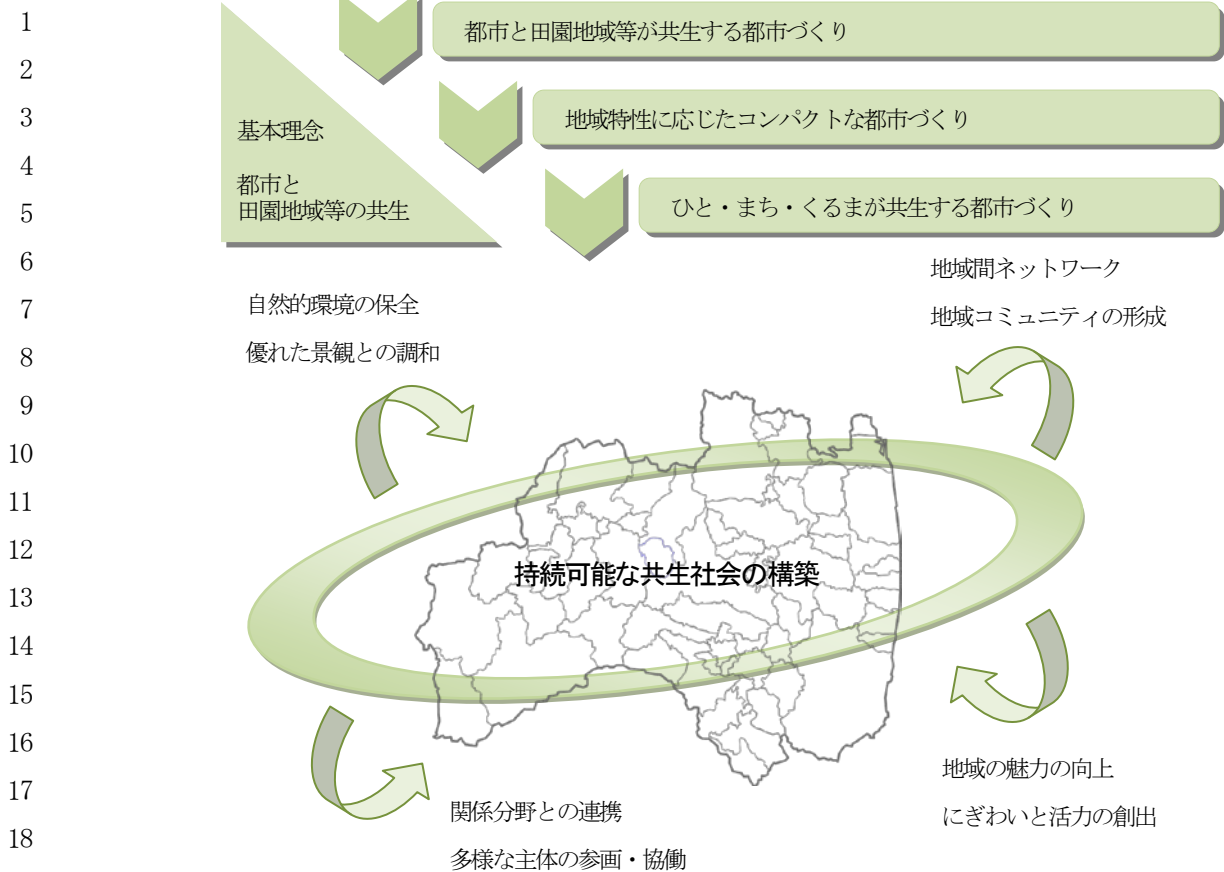 1
2
3
4
5
6
7
8
9
10
11
12
13
14
15
16
17
18
都市と田園地域等が共生する都市づくり
地域特性に応じたコンパクトな都市づくり
ひと・まち・くるまが共生する都市づくり
基本理念
都市と
田園地域等の共生
自然的環境の保全
優れた景観との調和
地域間ネットワーク
地域コミュニティの形成
持続可能な共生社会の構築
関係分野との連携
多様な主体の参画・協働
地域の魅力の向上
にぎわいと活力の創出